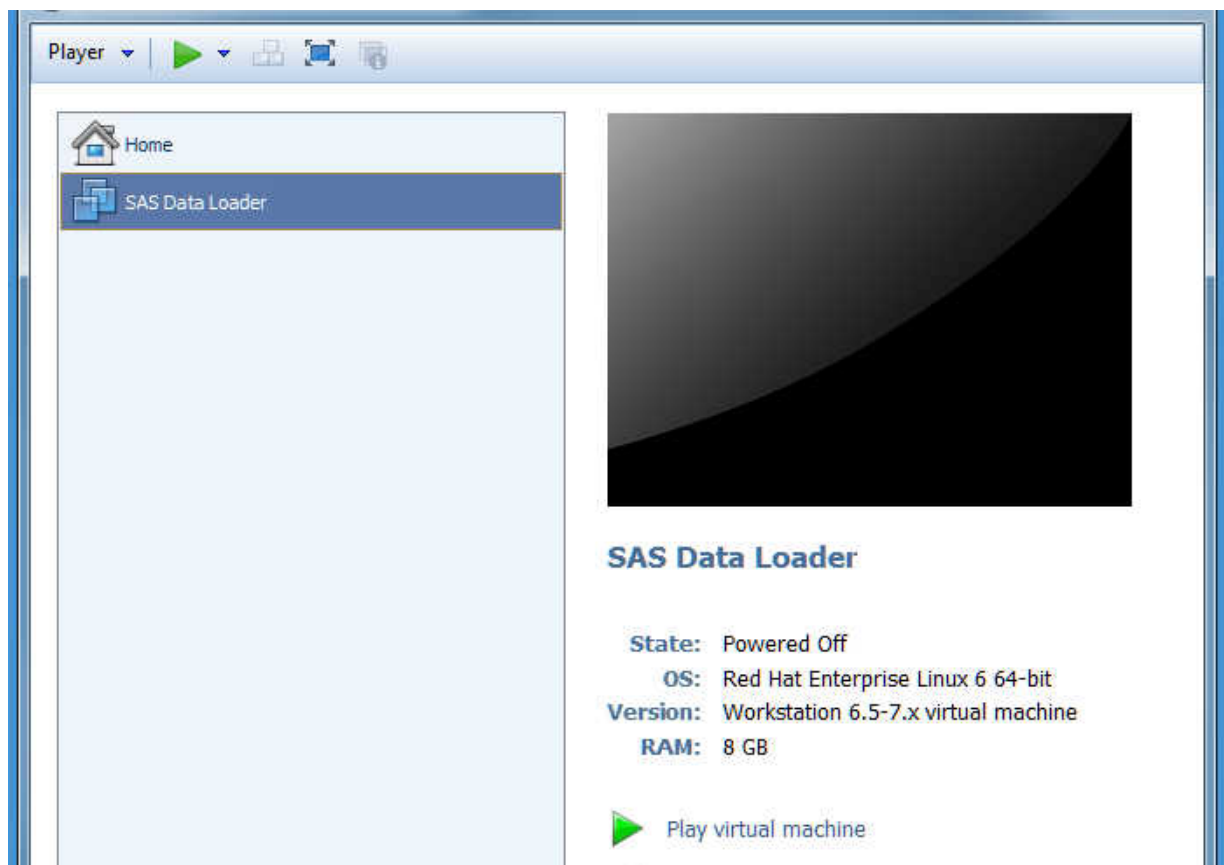 Player
Home
SAS Data Loader
SAS Data Loader
State: Powered Off
OS: Red Hat Enterprise Linux 6 64-bit
Version: Workstation 6.5-7.x virtual machine
RAM: 8 GB
Play virtual machine